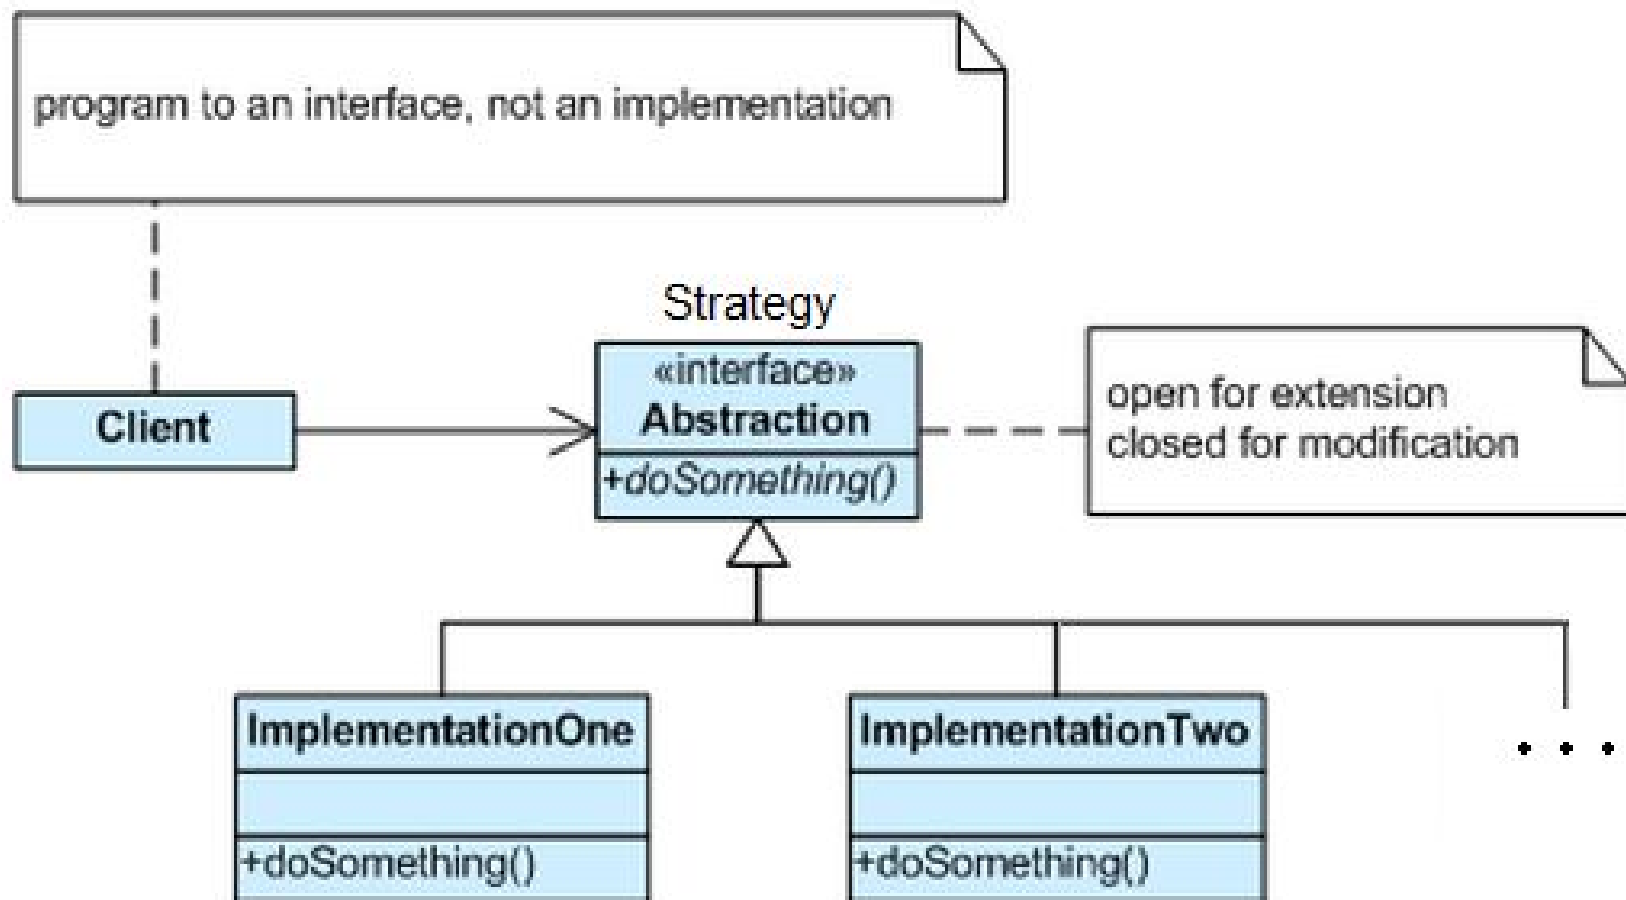 program to an interface, not an implementation
Strategy
«interface»
Abstraction
+doSomething()
Client
open for extension
closed for modification
ImplementationOne
+doSomething()
ImplementationTwo
+doSomething()
. . .